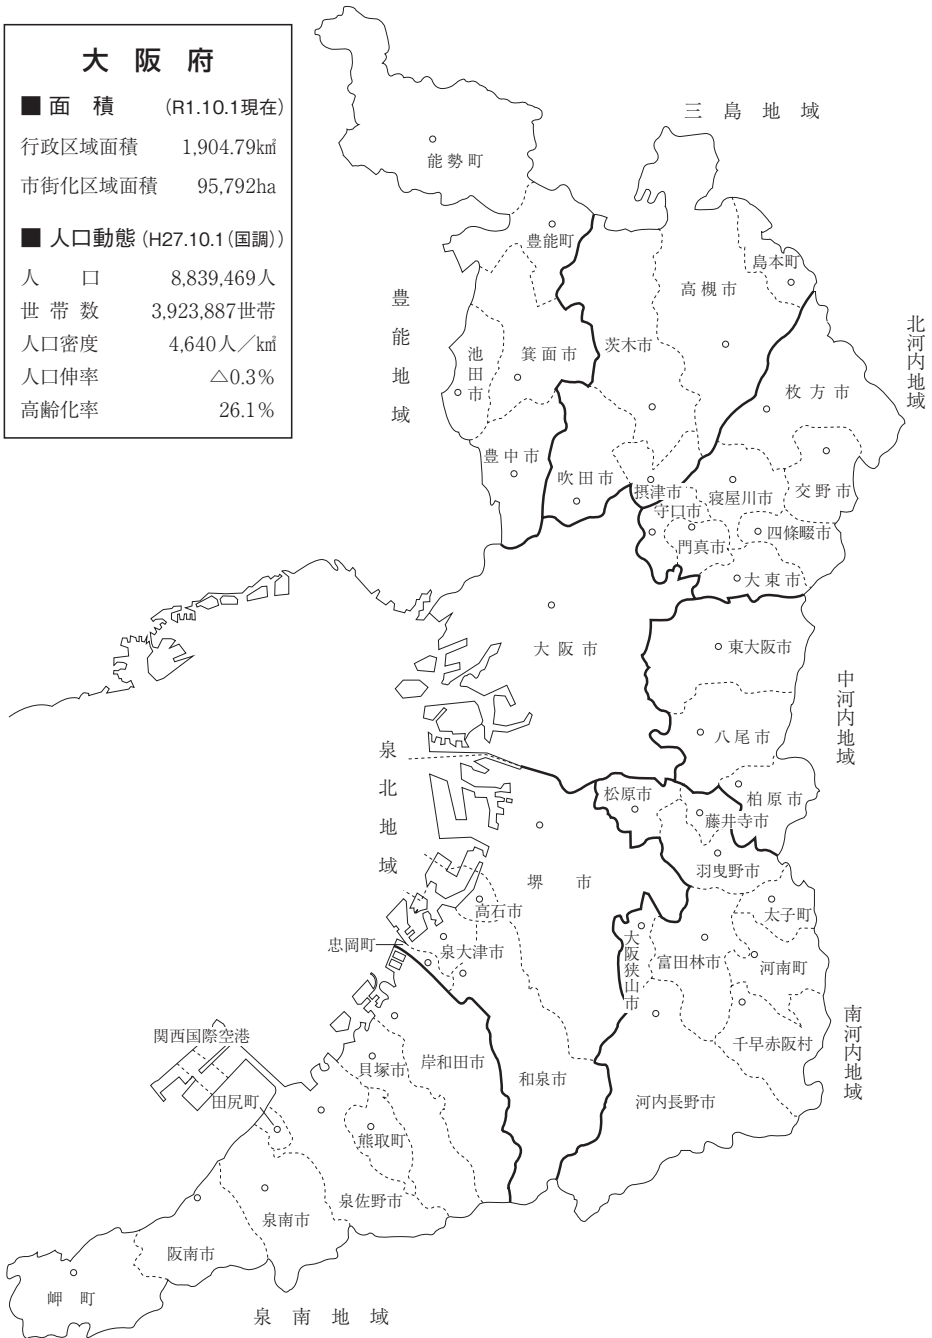 大阪府
■ 面積 (R1.10.1現在)
行政区域面積 1,904.79㎢
市街化区域面積 95,792ha
■ 人口動態 (H27.10.1(国調))
人口 8,839,469人
世帯数 3,923,887世帯
人口密度 4,640人／㎢
人口伸率 △0.3%
高齢化率 26.1%
三島地域
能勢町
豊能町
島本町
高槻市
豊能地域
北河内地域
茨木市
池田市
箕面市
枚方市
豊中市
吹田市
摂津市
寝屋川市
交野市
守口市
四條畷市
門真市
大東市
大阪市
東大阪市
中河内地域
八尾市
泉北地域
松原市
柏原市
藤井寺市
羽曳野市
堺市
高石市
太子町
忠岡町
泉大津市
大阪狭山市
富田林市
河南町
南河内地域
関西国際空港
千早赤阪村
貝塚市
岸和田市
和泉市
河内長野市
田尻町
熊取町
泉佐野市
泉南市
阪南市
岬町
泉南地域